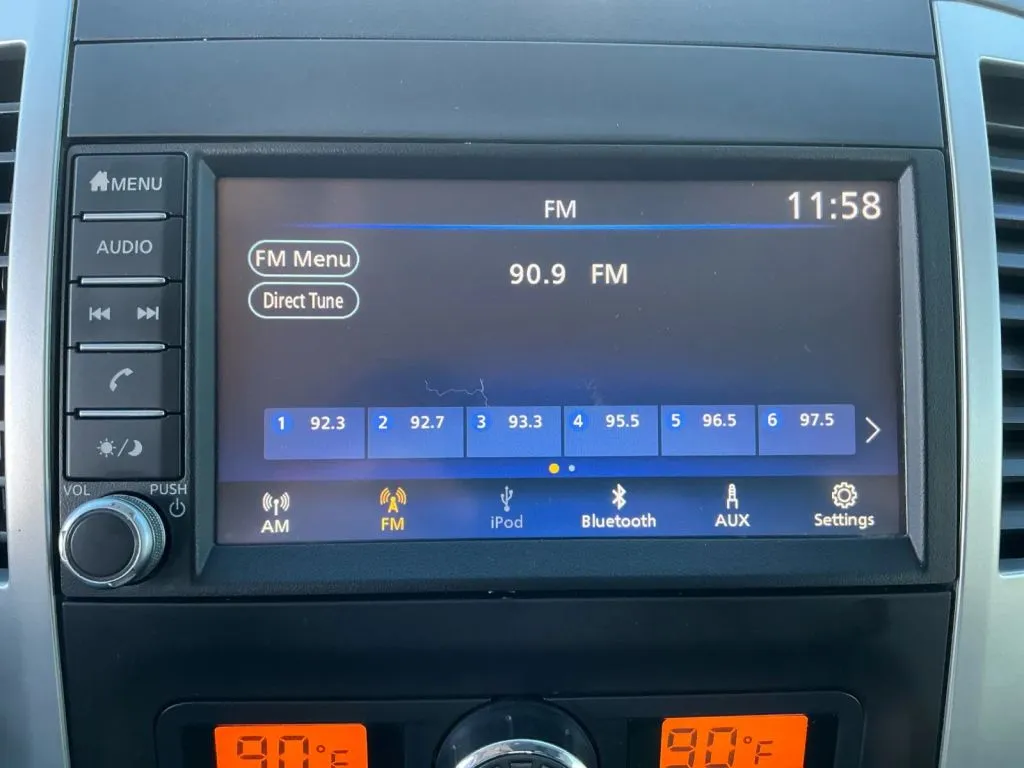 MENU
AUDIO
VOL
PUSH
FM
11:58
FM Menu
90.9 FM
Direct Tune
1 92.3 2 92.7 3 93.3 4 95.5 5 96.5 6 97.5
AM FM iPod Bluetooth AUX Settings
90°F 90°F